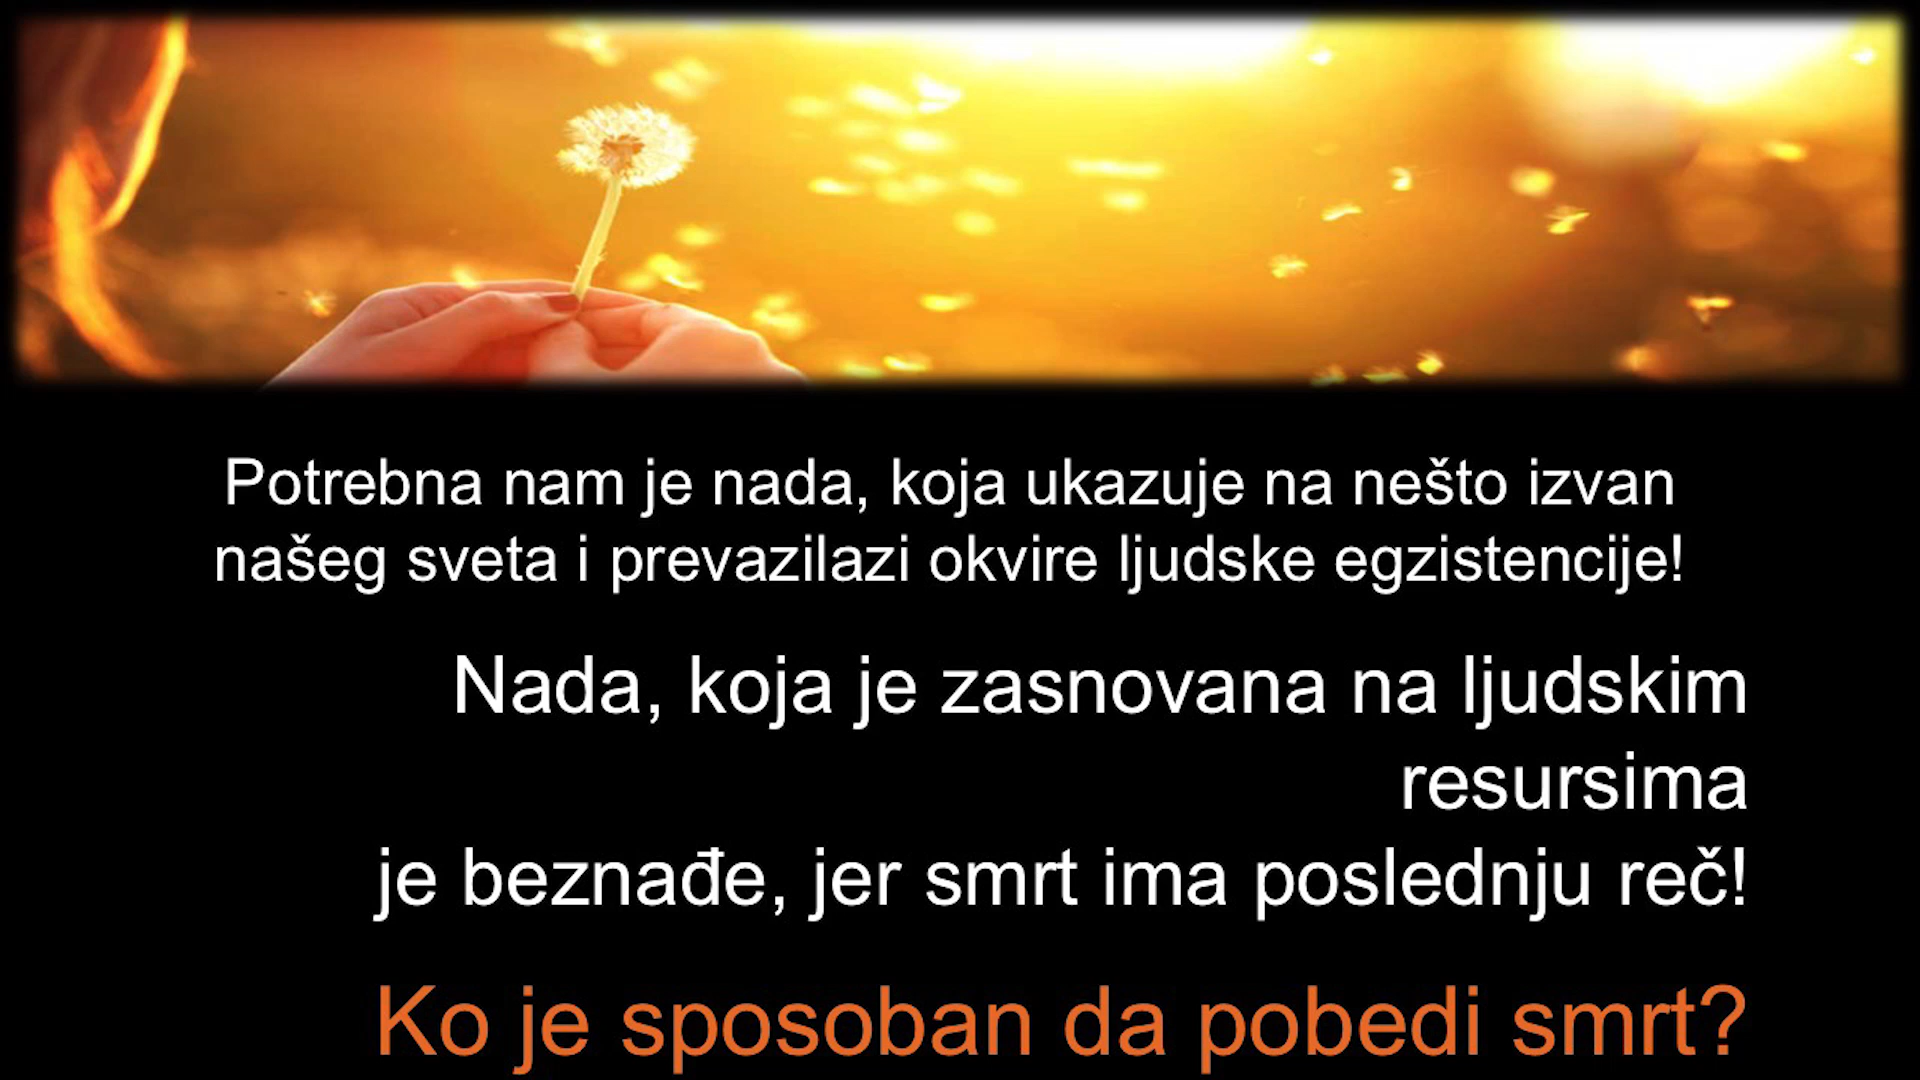 Potrebna nam je nada, koja ukazuje na nešto izvan
našeg sveta i prevazilazi okvire ljudske egzistencije!
Nada, koja je zasnovana na ljudskim
resursima
je beznađe, jer smrt ima poslednju reč!
Ko je sposoban da pobedi smrt?